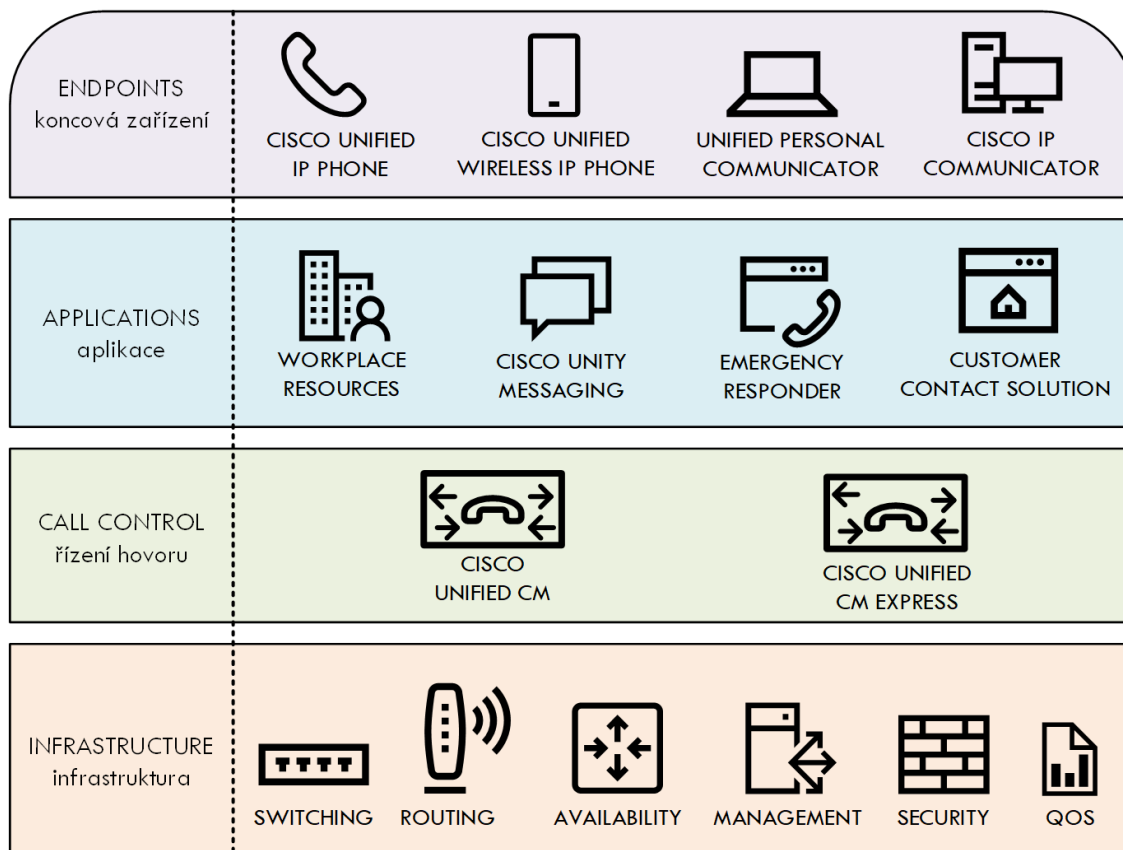 ENDPOINTS
koncová zařízení
CISCO UNIFIED
IP PHONE
CISCO UNIFIED
WIRELESS IP PHONE
UNIFIED PERSONAL
COMMUNICATOR
CISCO IP
COMMUNICATOR
APPLICATIONS
aplikace
WORKPLACE
RESOURCES
CISCO UNITY
MESSAGING
EMERGENCY
RESPONDER
CUSTOMER
CONTACT SOLUTION
CALL CONTROL
řízení hovoru
CISCO
UNIFIED CM
CISCO UNIFIED
CM EXPRESS
INFRASTRUCTURE
infrastruktura
SWITCHING
ROUTING
AVAILABILITY
MANAGEMENT
SECURITY
QOS